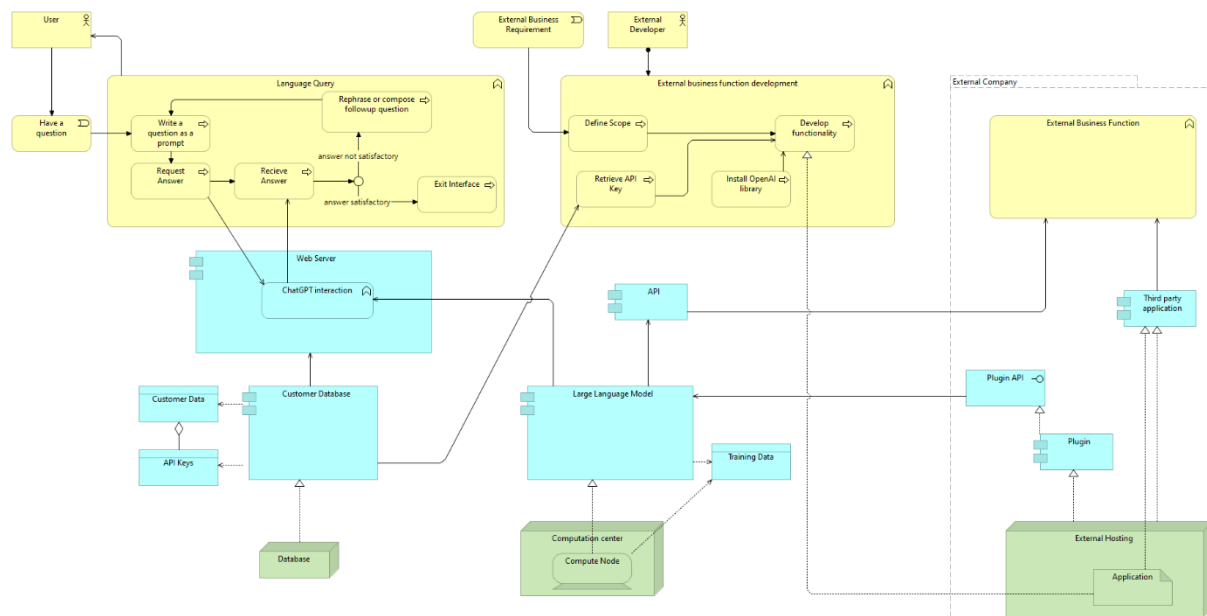 User
External Business
Requirement
External
Developer
Language Query
External business function development
External Company
Have a
question
Write a
question as a
prompt
Rephrase or compose
followup question
Define Scope
Develop
functionality
External Business Function
answer not satisfactory
Request
Answer
Recieve
Answer
Exit Interface
Retrieve API
Key
Install OpenAI
library
answer satisfactory
Web Server
ChatGPT interaction
API
Third party
application
Customer Data
Customer Database
Large Language Model
Plugin API
API Keys
Training Data
Plugin
Database
Computation center
Compute Node
External Hosting
Application